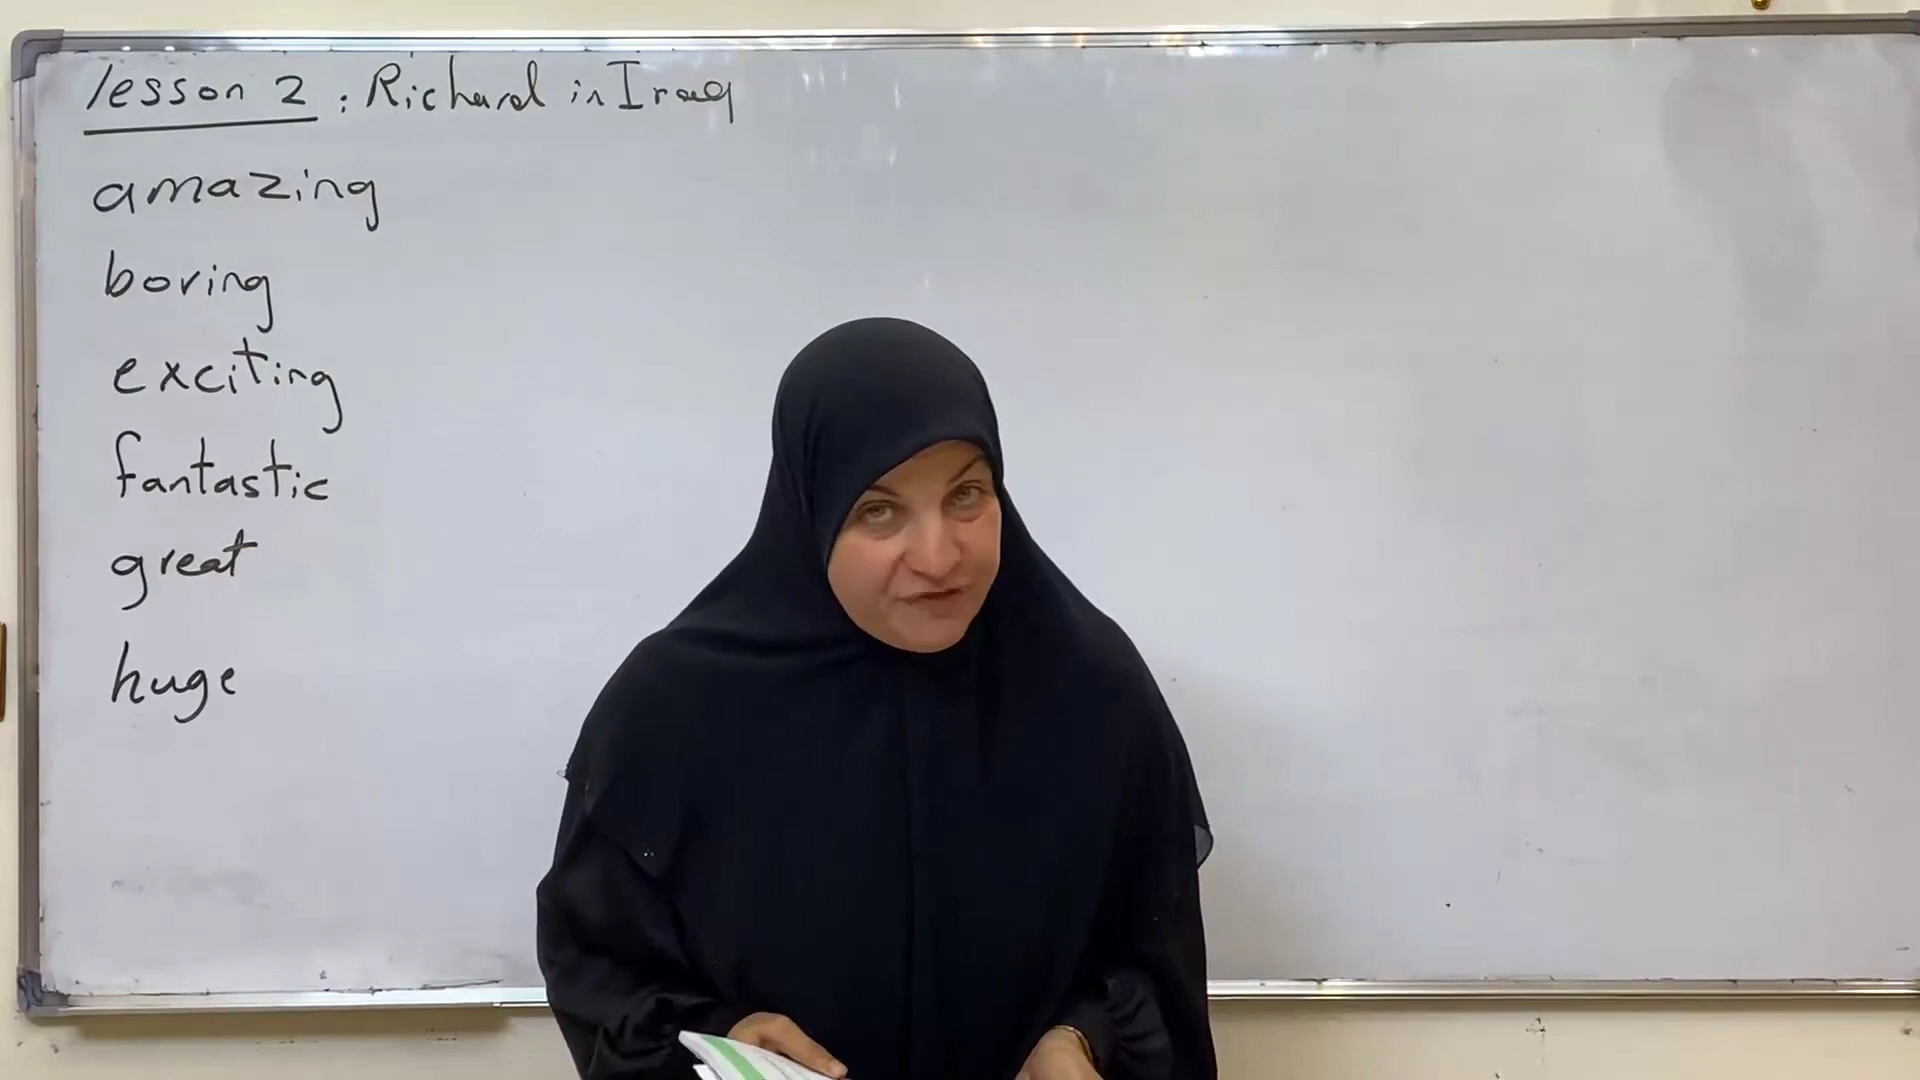 lesson 2 : Richard in Iraq
amazing
boring
exciting
fantastic
great
huge